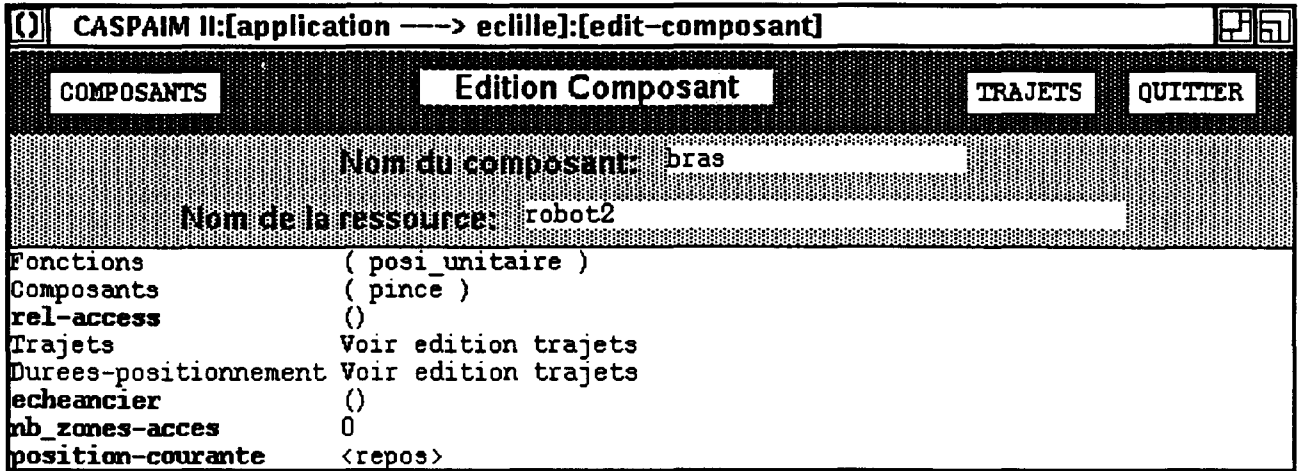 CASPAIM II:[application ----> eclille]:[edit-composant]
COMPOSANTS Edition Composant TRAJETS QUITTER
Nom du composant: bras
Nom de la ressource: robot2
Fonctions ( posi_unitaire )
Composants ( pince )
rel-access ()
Trajets Voir edition trajets
Durees-positionnement Voir edition trajets
echeancier ()
nb_zones-acces 0
position-courante <repos>